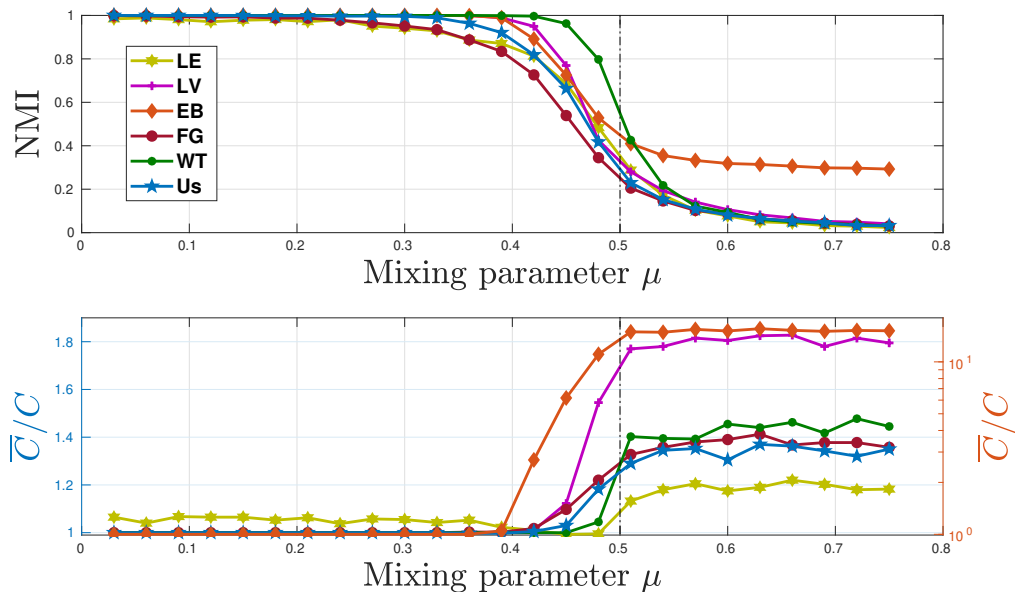 1
0.8
0.6
0.4
0.2
0
NMI
LE
LV
EB
FG
WT
Us
0 0.1 0.2 0.3 0.4 0.5 0.6 0.7 0.8
Mixing parameter μ
1.8
1.6
1.4
1.2
1
C̅/C
10¹
10⁰
C̅/C
0 0.1 0.2 0.3 0.4 0.5 0.6 0.7 0.8
Mixing parameter μ